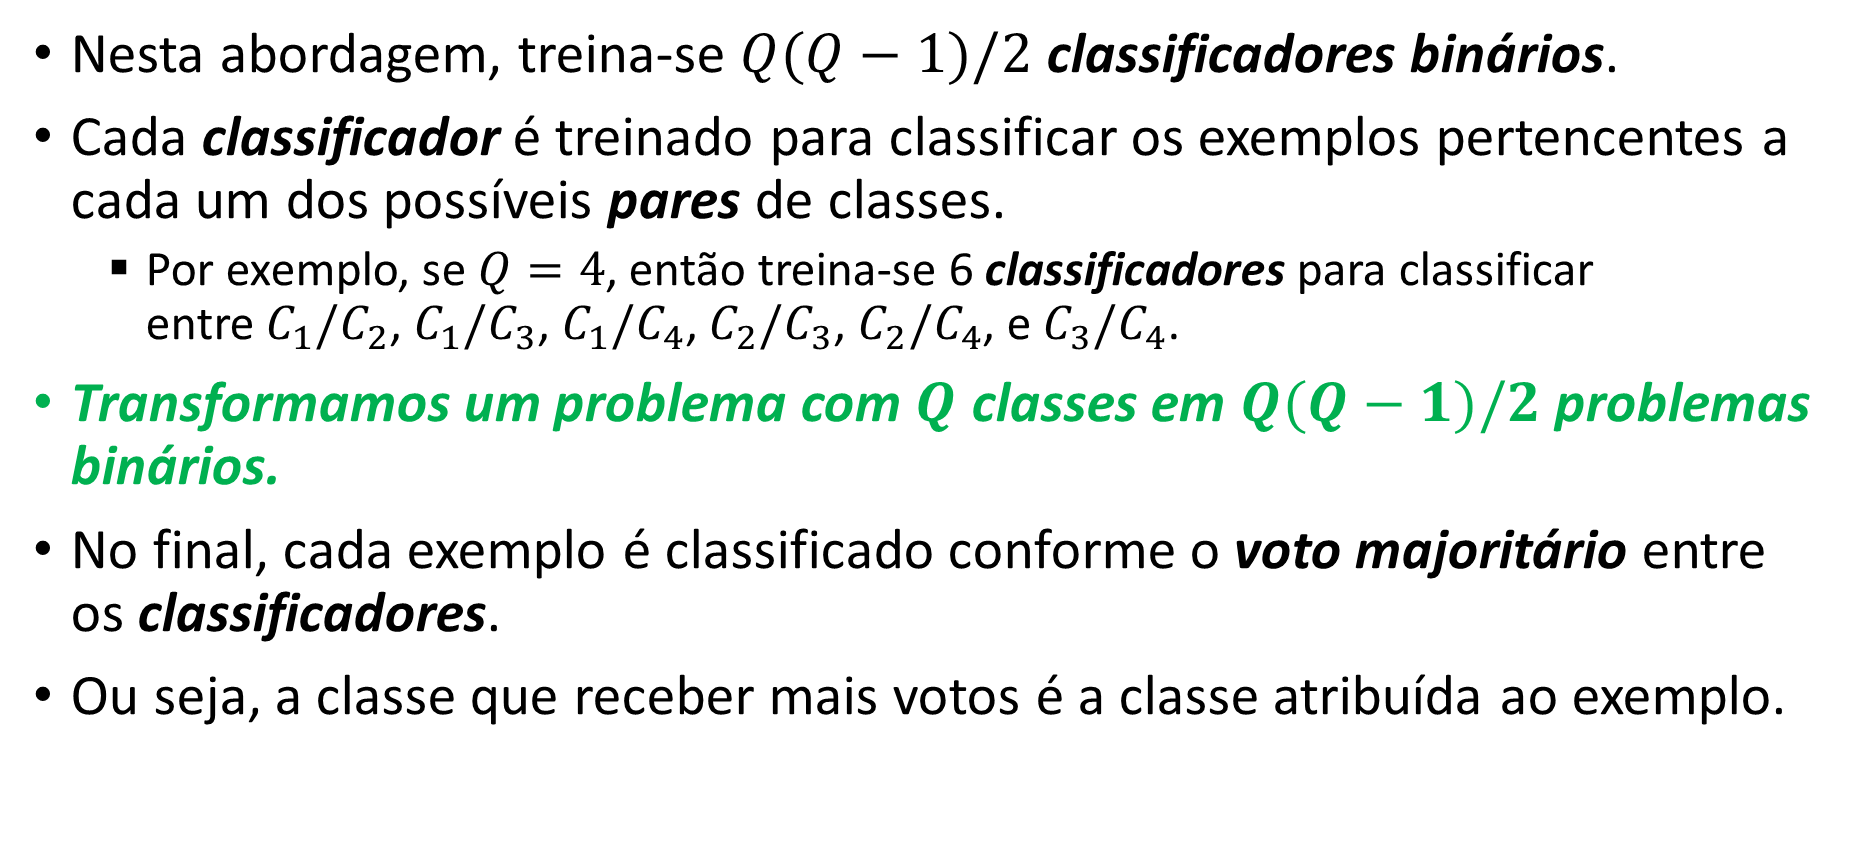 • Nesta abordagem, treina-se 𝑄(𝑄 − 1)/2 classificadores binários.
• Cada classificador é treinado para classificar os exemplos pertencentes a
cada um dos possíveis pares de classes.
▪ Por exemplo, se 𝑄 = 4, então treina-se 6 classificadores para classificar
entre 𝐶₁/𝐶₂, 𝐶₁/𝐶₃, 𝐶₁/𝐶₄, 𝐶₂/𝐶₃, 𝐶₂/𝐶₄, e 𝐶₃/𝐶₄.
• Transformamos um problema com 𝑸 classes em 𝑸(𝑸 − 𝟏)/𝟐 problemas
binários.
• No final, cada exemplo é classificado conforme o voto majoritário entre
os classificadores.
• Ou seja, a classe que receber mais votos é a classe atribuída ao exemplo.